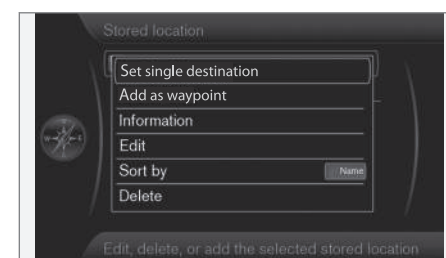 Stored location
Set single destination
Add as waypoint
Information
Edit
Sort by Name
Delete
Edit, delete, or add the selected stored location